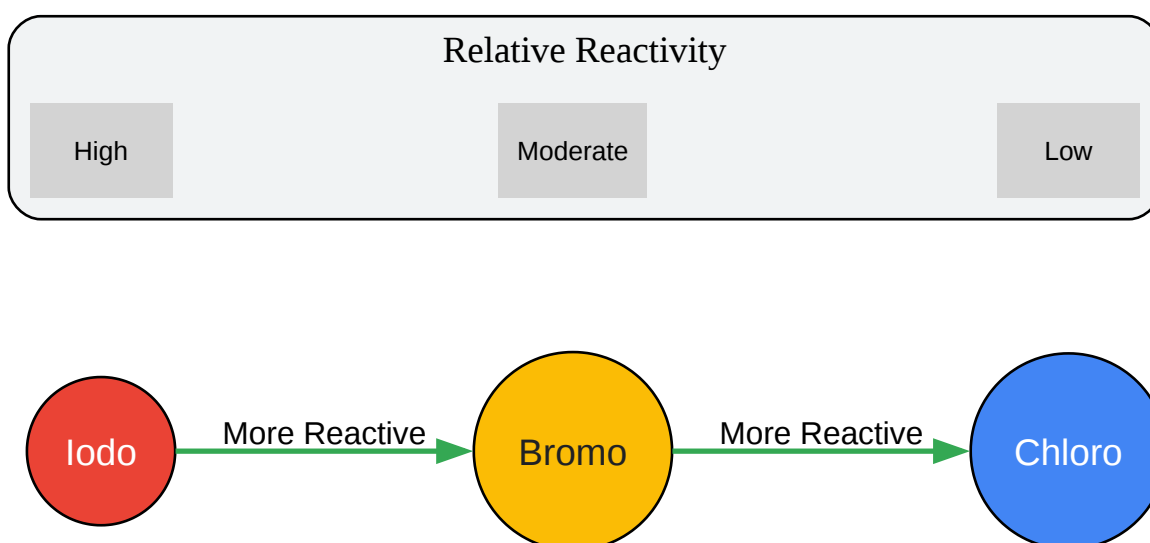 Relative Reactivity
High
Moderate
Low
Iodo
More Reactive
Bromo
More Reactive
Chloro